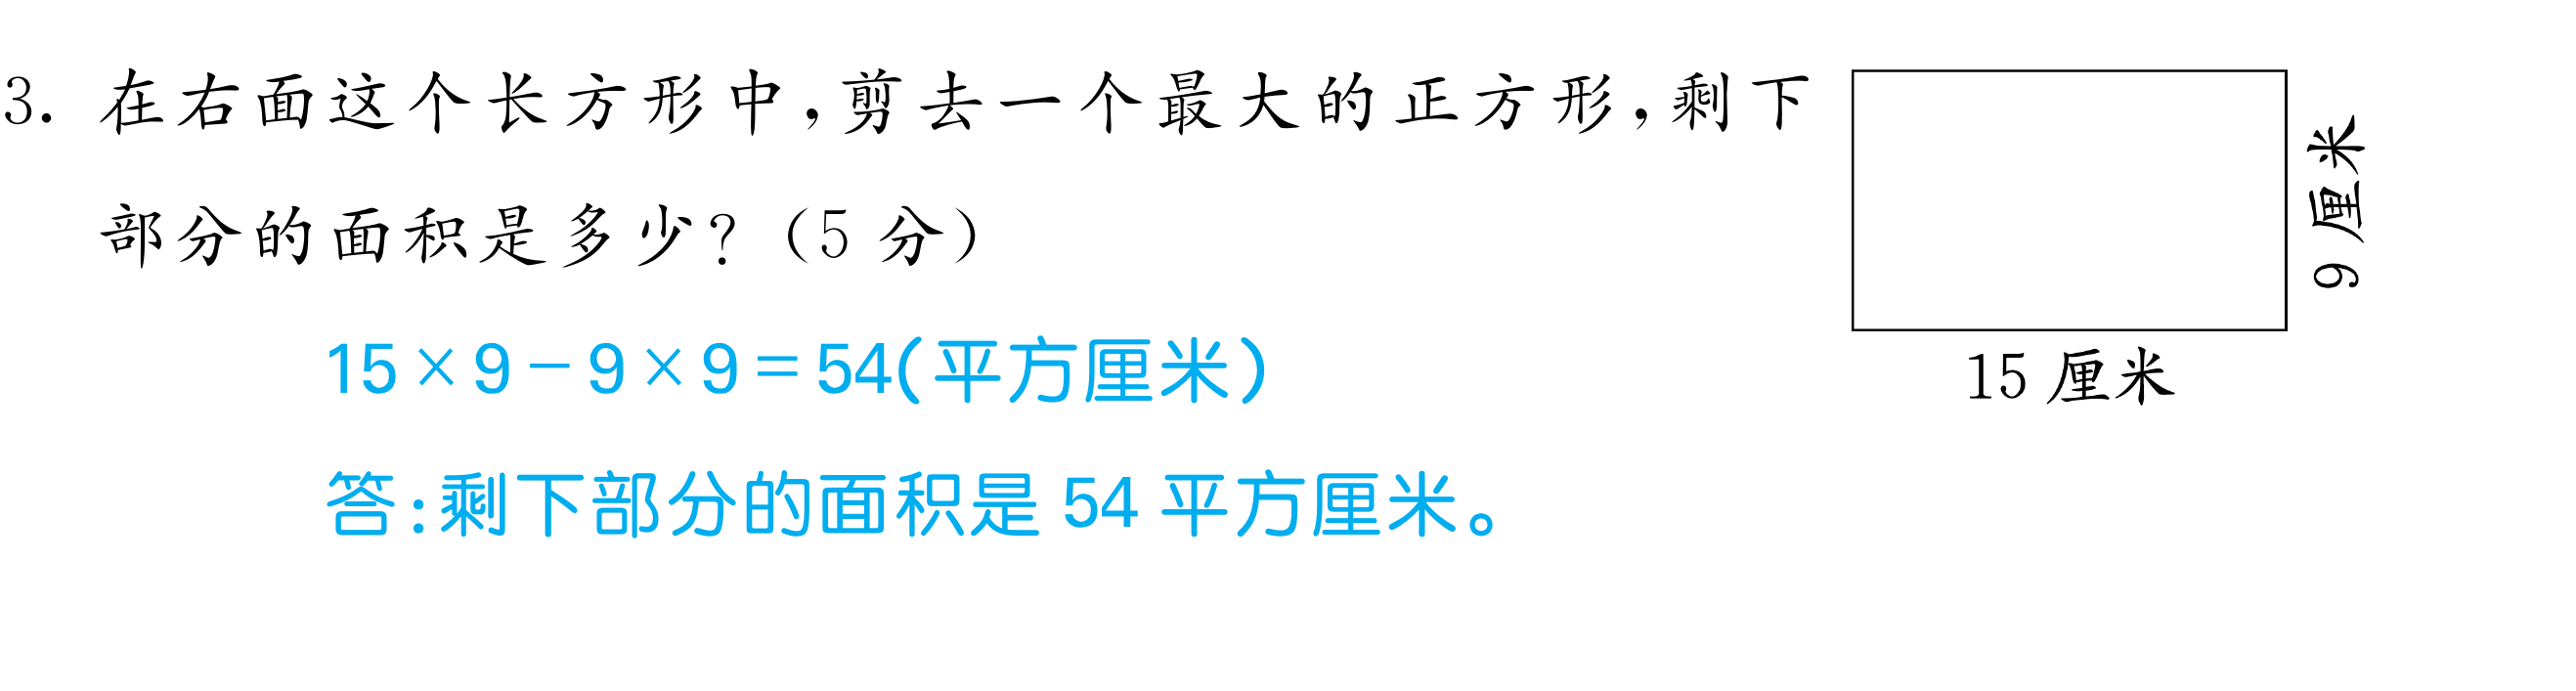 3. 在右面这个长方形中,剪去一个最大的正方形,剩下
部分的面积是多少?(5 分)
9 厘米
15 厘米
15×9－9×9＝54(平方厘米)
答:剩下部分的面积是 54 平方厘米。